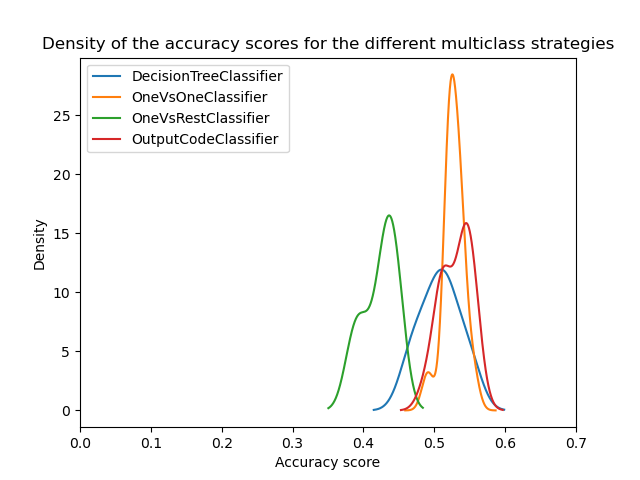 Density of the accuracy scores for the different multiclass strategies
DecisionTreeClassifier
OneVsOneClassifier
OneVsRestClassifier
OutputCodeClassifier
25
20
15
10
5
0
Density
0.0 0.1 0.2 0.3 0.4 0.5 0.6 0.7
Accuracy score